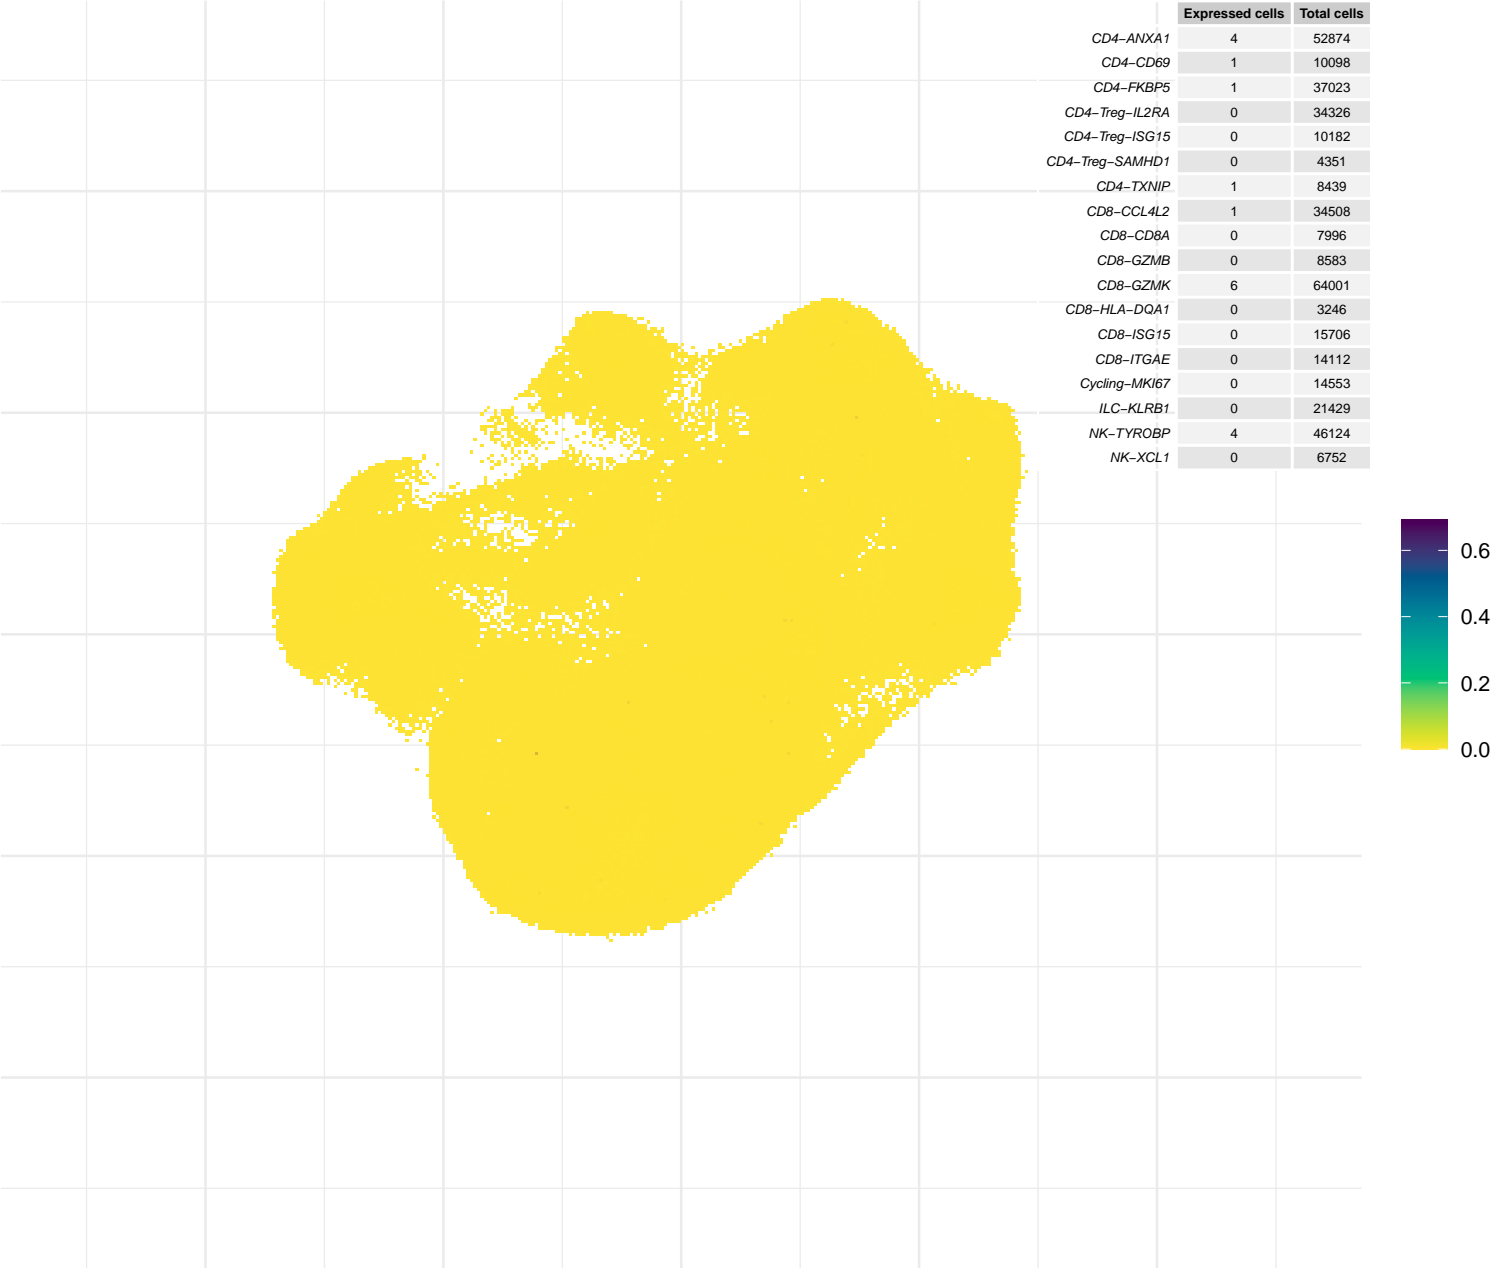 Expressed cells Total cells
CD4−ANXA1 4 52874
CD4−CD69 1 10098
CD4−FKBP5 1 37023
CD4−Treg−IL2RA 0 34326
CD4−Treg−ISG15 0 10182
CD4−Treg−SAMHD1 0 4351
CD4−TXNIP 1 8439
CD8−CCL4L2 1 34508
CD8−CD8A 0 7996
CD8−GZMB 0 8583
CD8−GZMK 6 64001
CD8−HLA−DQA1 0 3246
CD8−ISG15 0 15706
CD8−ITGAE 0 14112
Cycling−MKI67 0 14553
ILC−KLRB1 0 21429
NK−TYROBP 4 46124
NK−XCL1 0 6752
0.6
0.4
0.2
0.0